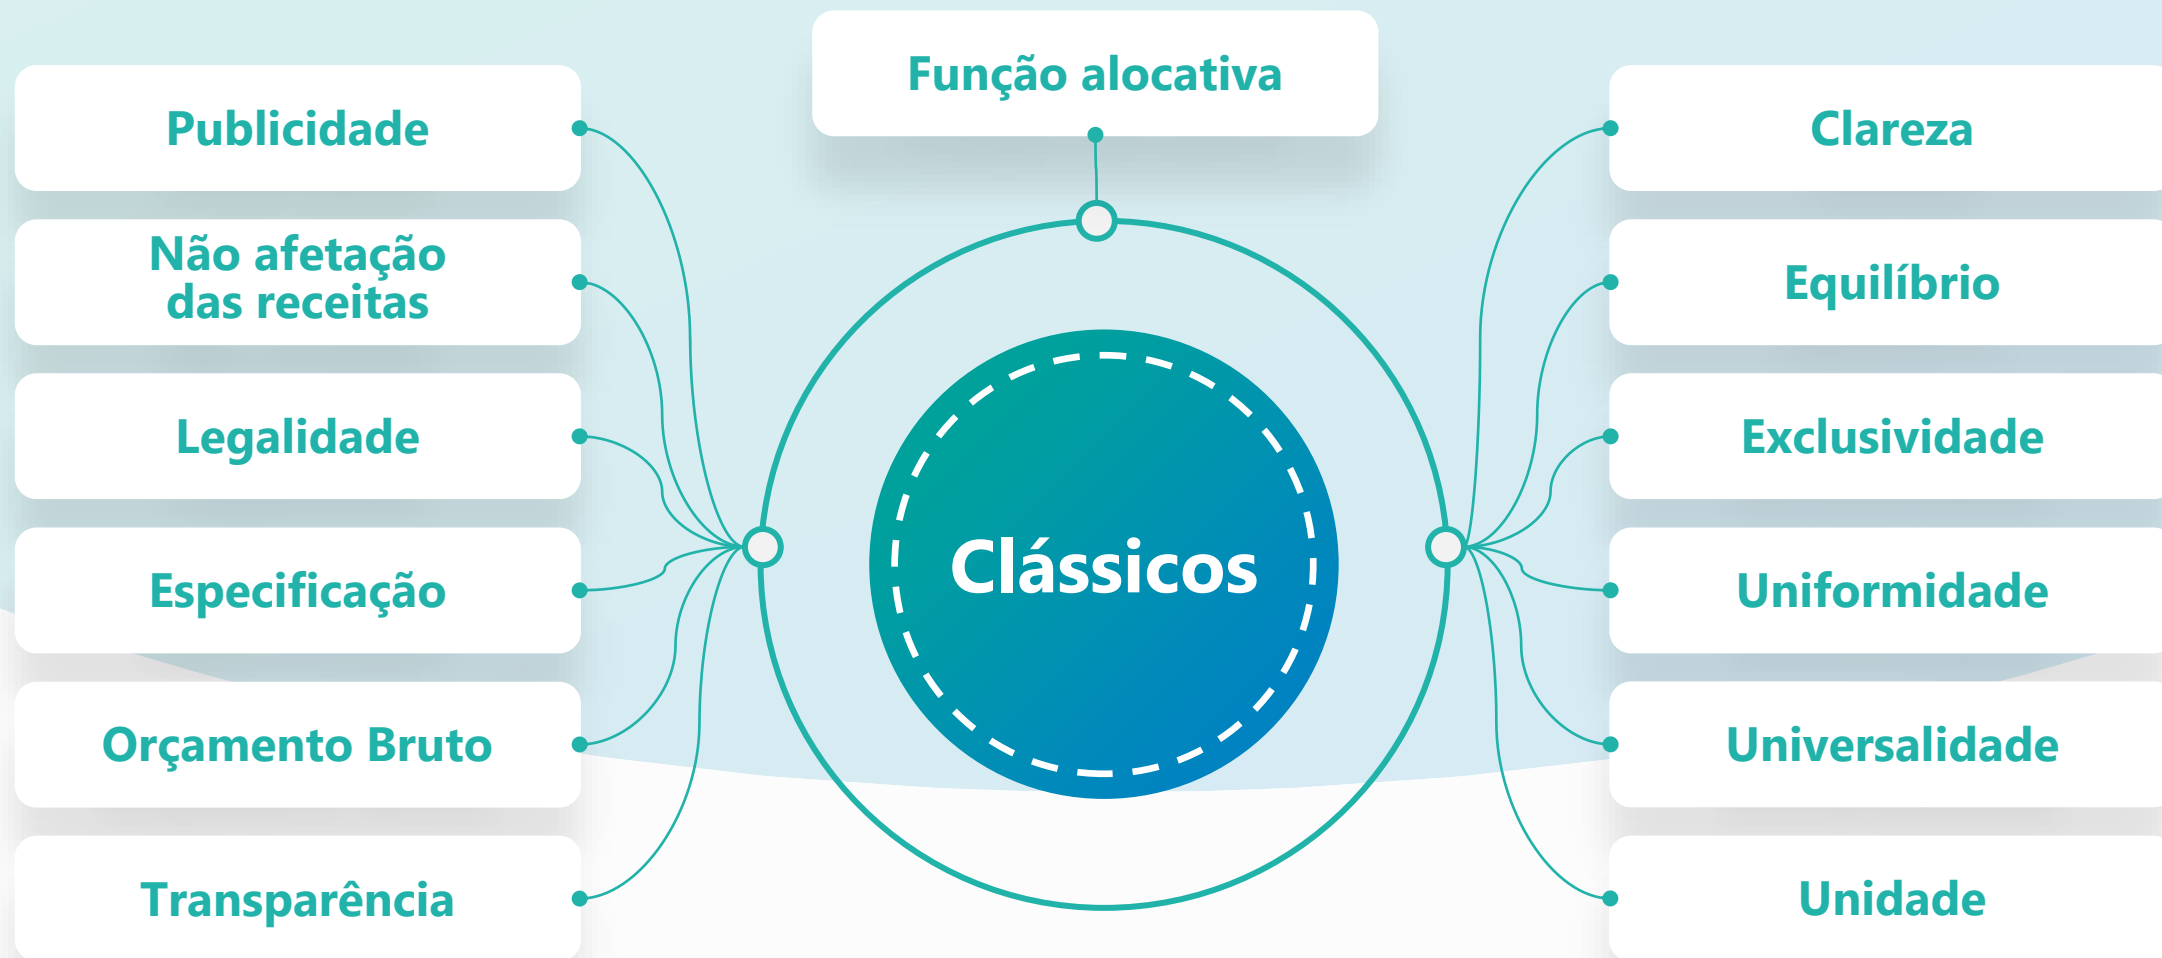 Função alocativa
Publicidade
Não afetação
das receitas
Legalidade
Especificação
Orçamento Bruto
Transparência
Clássicos
Clareza
Equilíbrio
Exclusividade
Uniformidade
Universalidade
Unidade